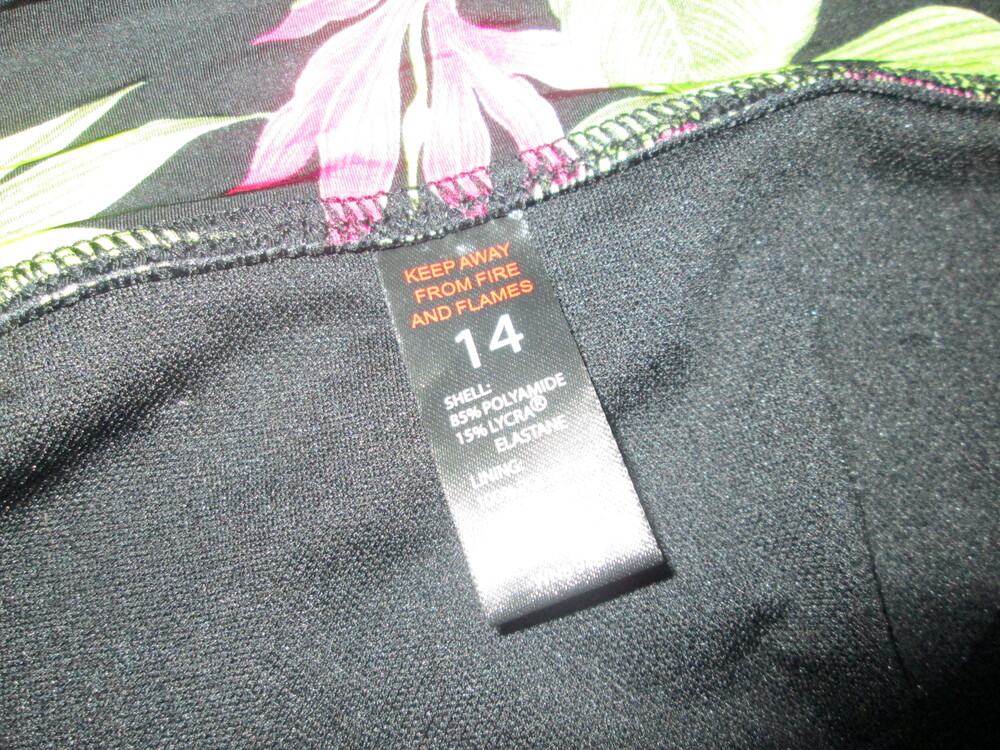 KEEP AWAY
FROM FIRE
AND FLAMES
14
SHELL:
85% POLYAMIDE
15% LYCRA®
ELASTANE
LINING: